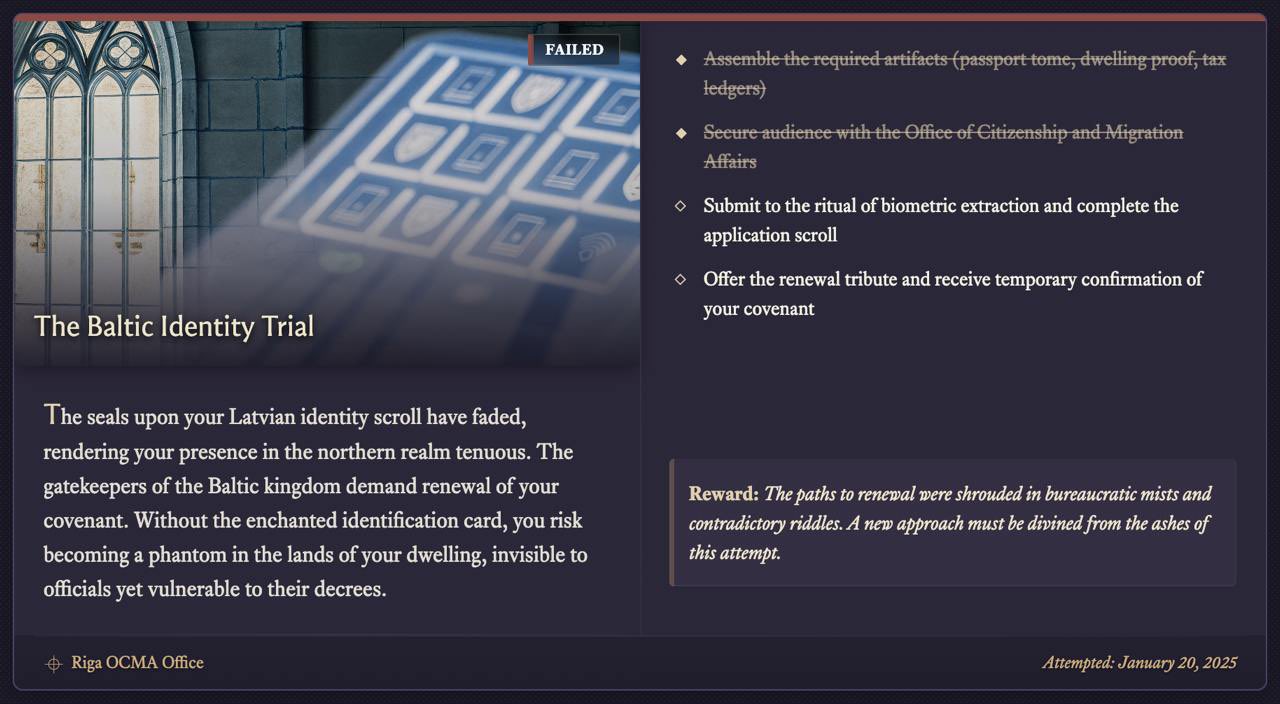 FAILED
The Baltic Identity Trial
The seals upon your Latvian identity scroll have faded,
rendering your presence in the northern realm tenuous. The
gatekeepers of the Baltic kingdom demand renewal of your
covenant. Without the enchanted identification card, you risk
becoming a phantom in the lands of your dwelling, invisible to
officials yet vulnerable to their decrees.
Assemble the required artifacts (passport tome, dwelling proof, tax
ledgers)
Secure audience with the Office of Citizenship and Migration
Affairs
Submit to the ritual of biometric extraction and complete the
application scroll
Offer the renewal tribute and receive temporary confirmation of
your covenant
Reward: The paths to renewal were shrouded in bureaucratic mists and
contradictory riddles. A new approach must be divined from the ashes of
this attempt.
Riga OCMA Office
Attempted: January 20, 2025